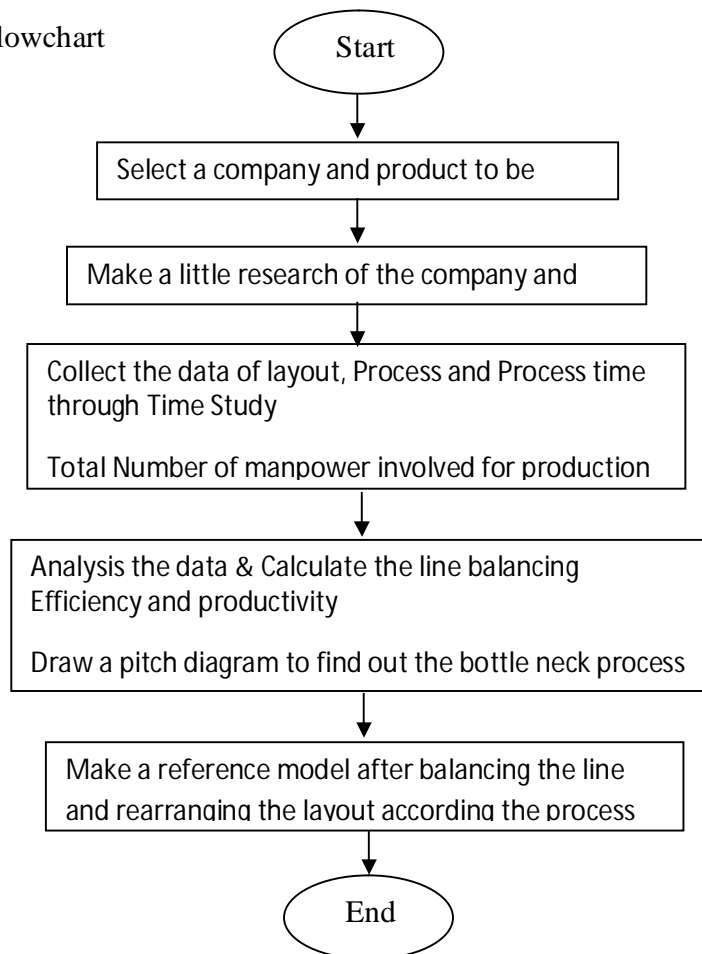 lowchart
Start
Select a company and product to be
Make a little research of the company and
Collect the data of layout, Process and Process time
through Time Study
Total Number of manpower involved for production
Analysis the data & Calculate the line balancing
Efficiency and productivity
Draw a pitch diagram to find out the bottle neck process
Make a reference model after balancing the line
and rearranging the layout according the process
End